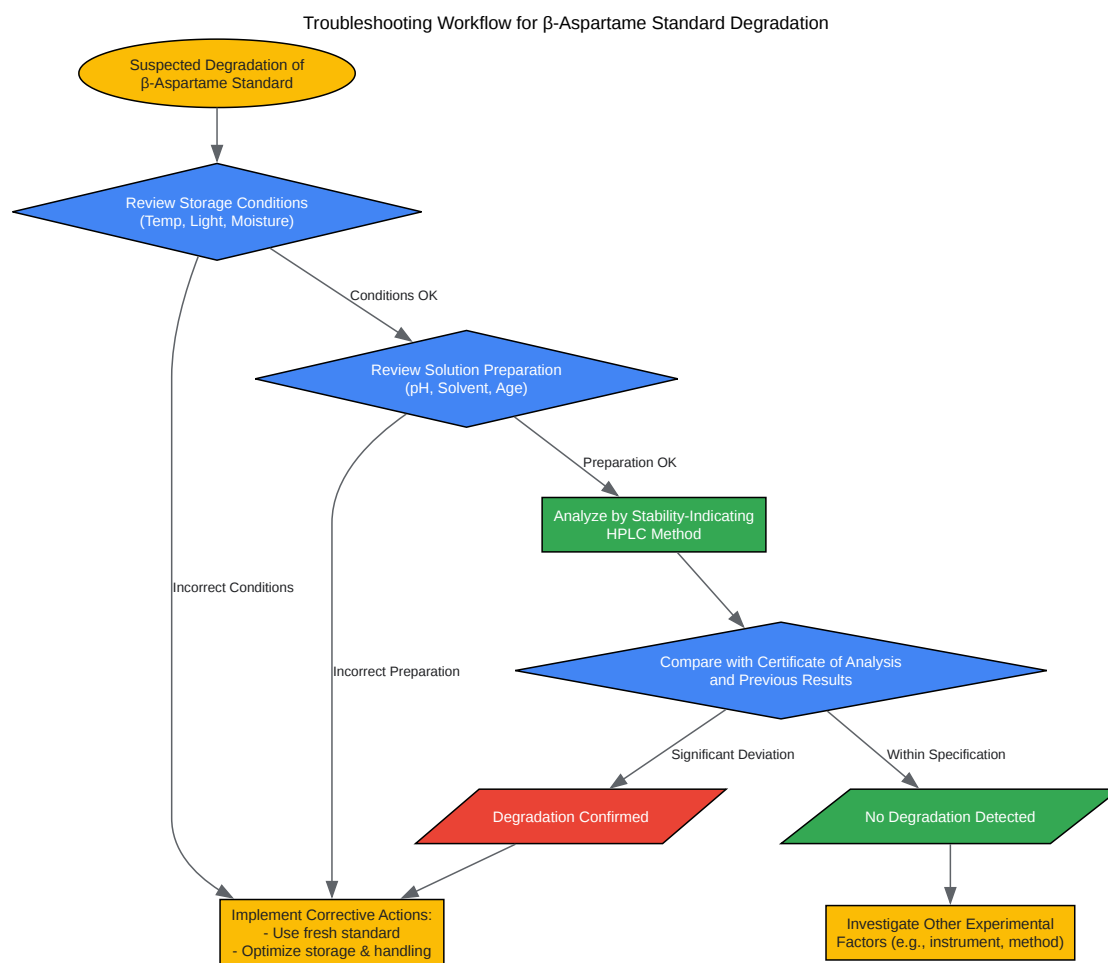 Troubleshooting Workflow for β-Aspartame Standard Degradation
Suspected Degradation of
β-Aspartame Standard
Review Storage Conditions
(Temp, Light, Moisture)
Conditions OK
Review Solution Preparation
(pH, Solvent, Age)
Preparation OK
Analyze by Stability-Indicating
HPLC Method
Incorrect Conditions
Incorrect Preparation
Compare with Certificate of Analysis
and Previous Results
Significant Deviation
Within Specification
Degradation Confirmed
No Degradation Detected
Implement Corrective Actions:
- Use fresh standard
- Optimize storage & handling
Investigate Other Experimental
Factors (e.g., instrument, method)